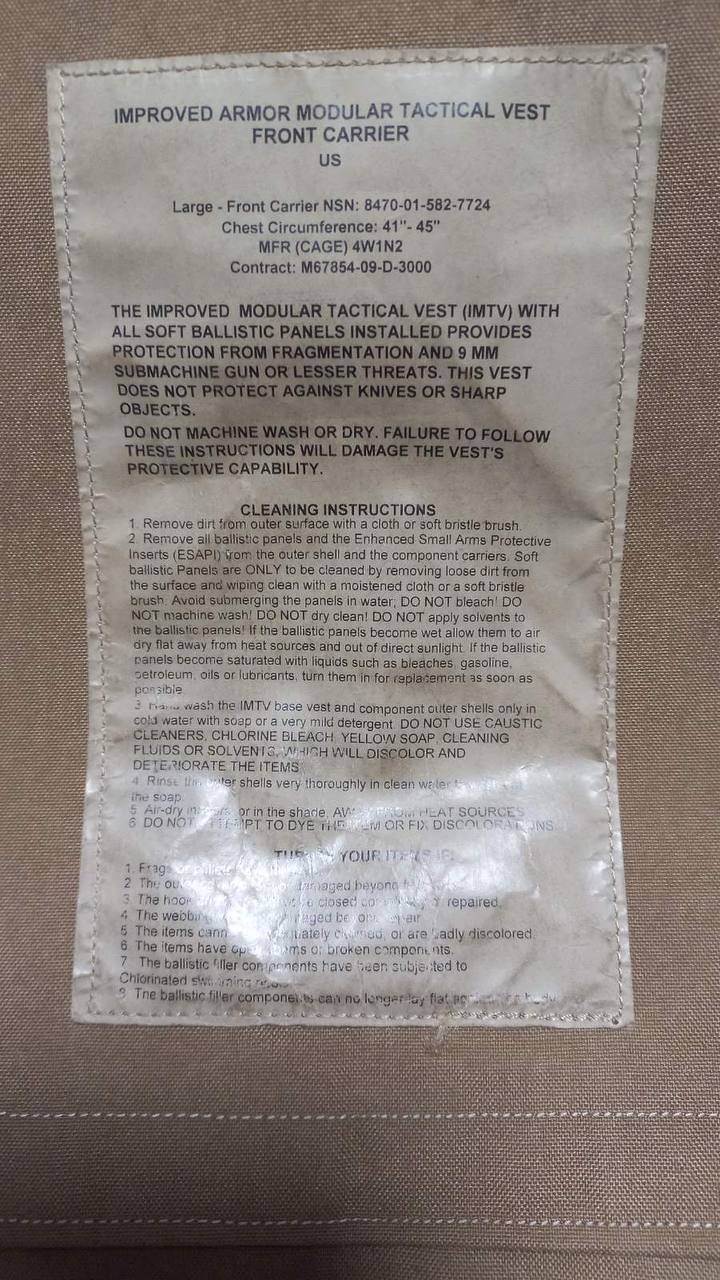 IMPROVED ARMOR MODULAR TACTICAL VEST
FRONT CARRIER
US
Large - Front Carrier NSN: 8470-01-582-7724
Chest Circumference: 41"- 45"
MFR (CAGE) 4W1N2
Contract: M67854-09-D-3000
THE IMPROVED MODULAR TACTICAL VEST (IMTV) WITH
ALL SOFT BALLISTIC PANELS INSTALLED PROVIDES
PROTECTION FROM FRAGMENTATION AND 9 MM
SUBMACHINE GUN OR LESSER THREATS. THIS VEST
DOES NOT PROTECT AGAINST KNIVES OR SHARP
OBJECTS.
DO NOT MACHINE WASH OR DRY. FAILURE TO FOLLOW
THESE INSTRUCTIONS WILL DAMAGE THE VEST'S
PROTECTIVE CAPABILITY.
CLEANING INSTRUCTIONS
1. Remove dirt from outer surface with a cloth or soft bristle brush.
2. Remove all ballistic panels and the Enhanced Small Arms Protective
Inserts (ESAPI) from the outer shell and the component carriers. Soft
ballistic Panels are ONLY to be cleaned by removing loose dirt from
the surface and wiping clean with a moistened cloth or a soft bristle
brush. Avoid submerging the panels in water; DO NOT bleach! DO
NOT machine wash! DO NOT dry clean! DO NOT apply solvents to
the ballistic panels! If the ballistic panels become wet allow them to air
dry flat away from heat sources and out of direct sunlight. If the ballistic
panels become saturated with liquids such as bleaches, gasoline,
petroleum, oils or lubricants, turn them in for replacement as soon as
possible.
3. Hand wash the IMTV base vest and component outer shells only in
cold water with soap or a very mild detergent. DO NOT USE CAUSTIC
CLEANERS, CHLORINE BLEACH, YELLOW SOAP, CLEANING
FLUIDS OR SOLVENTS, WHICH WILL DISCOLOR AND
DETERIORATE THE ITEMS
4. Rinse the outer shells very thoroughly in clean water
the soap.
5. Air-dry or in the shade, AWAY FROM HEAT SOURCES
6. DO NOT ATTEMPT TO DYE THE ITEM OR FIX DISCOLORATIONS
TURN IN YOUR ITEMS IF:
1. Frags
2. The damaged beyond
3. The hook closed or repaired.
4. The webbing damaged beyond repair
5. The items cleaned, or are badly discolored.
6. The items have open or broken components.
7. The ballistic filler components have been subjected to
Chlorinated
8. The ballistic filler components can no longer lay flat